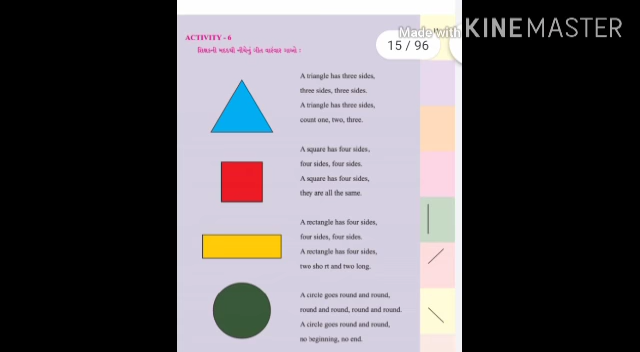 Made with KINEMASTER
15 / 96
ACTIVITY - 6
શિક્ષકની મદદથી નીચેનું ગીત વારંવાર ગાઓ :
A triangle has three sides,
three sides, three sides.
A triangle has three sides,
count one, two, three.
A square has four sides,
four sides, four sides.
A square has four sides,
they are all the same.
A rectangle has four sides,
four sides, four sides.
A rectangle has four sides,
two sho rt and two long.
A circle goes round and round,
round and round, round and round.
A circle goes round and round,
no beginning, no end.